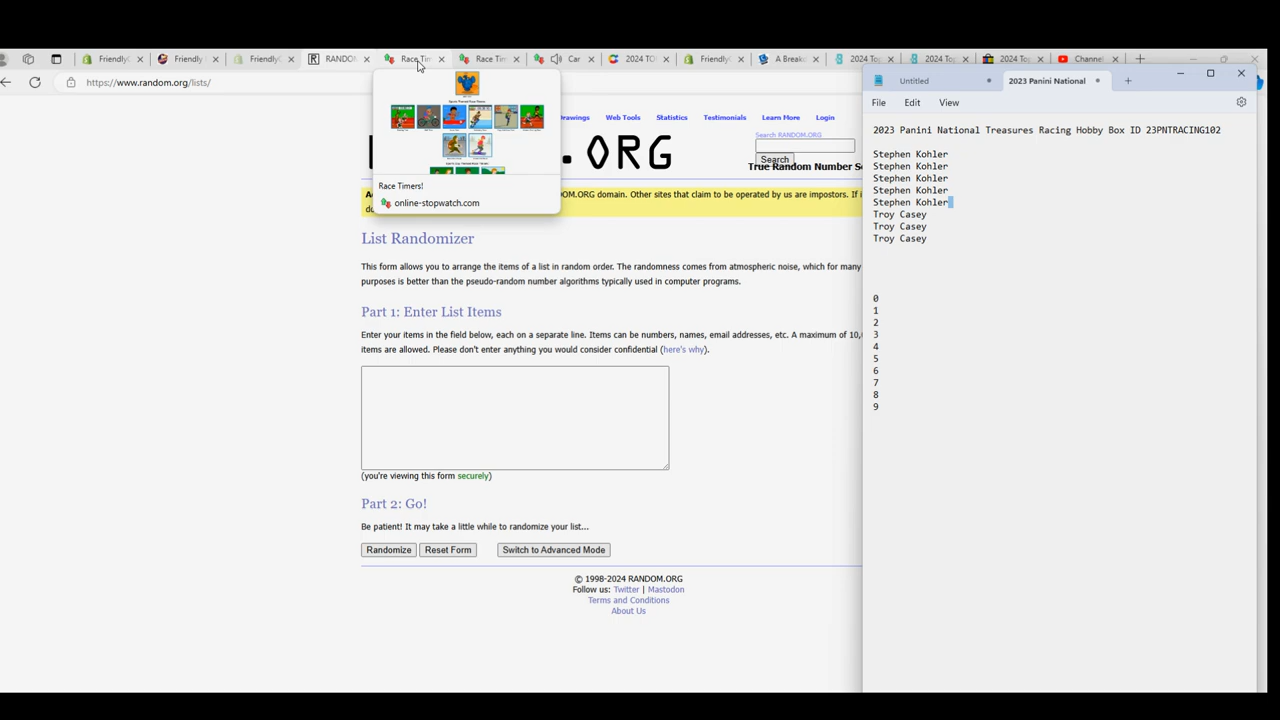 FriendlyC
Friendly
FriendlyC
RANDOM
Race Tim
Race Tim
Car
2024 TO
FriendlyC
A Breako
2024 Top
2024 Top
2024 To
Channel
https://www.random.org/lists/
Drawings Web Tools Statistics Testimonials Learn More Login
Search RANDOM.ORG
Search
.ORG
True Random Number Se
Race Timers!
online-stopwatch.com
DOM.ORG domain. Other sites that claim to be operated by us are impostors. If
List Randomizer
This form allows you to arrange the items of a list in random order. The randomness comes from atmospheric noise, which for many
purposes is better than the pseudo-random number algorithms typically used in computer programs.
Part 1: Enter List Items
Enter your items in the field below, each on a separate line. Items can be numbers, names, email addresses, etc. A maximum of 10,
items are allowed. Please don't enter anything you would consider confidential (here's why).
(you're viewing this form securely)
Part 2: Go!
Be patient! It may take a little while to randomize your list...
Randomize Reset Form Switch to Advanced Mode
© 1998-2024 RANDOM.ORG
Follow us: Twitter | Mastodon
Terms and Conditions
About Us
Untitled
2023 Panini National
File Edit View
2023 Panini National Treasures Racing Hobby Box ID 23PNTRACING102
Stephen Kohler
Stephen Kohler
Stephen Kohler
Stephen Kohler
Stephen Kohler
Troy Casey
Troy Casey
Troy Casey
0
1
2
3
4
5
6
7
8
9